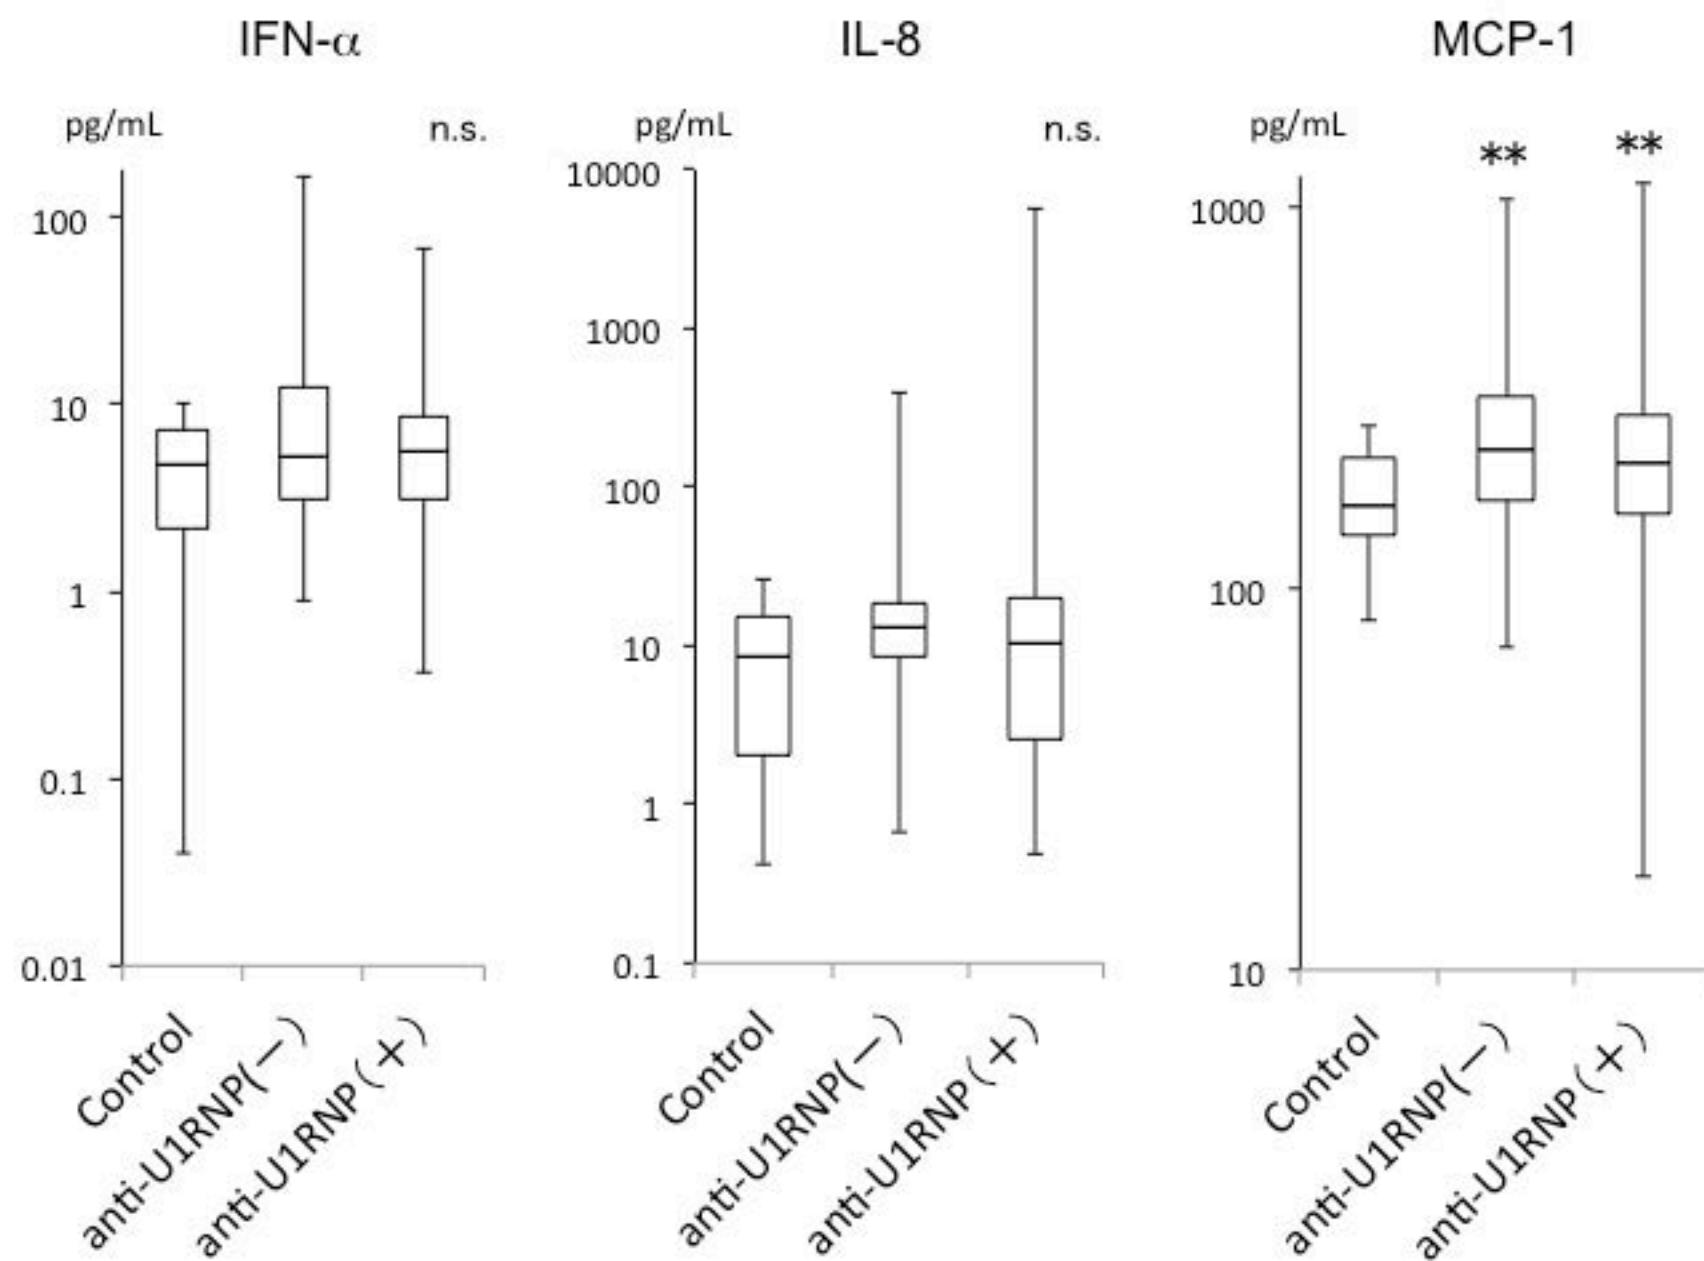 IFN-α
pg/mL
n.s.
100
10
1
0.1
0.01
Control
anti-U1RNP(－)
anti-U1RNP（＋）
IL-8
pg/mL
n.s.
10000
1000
100
10
1
0.1
Control
anti-U1RNP(－)
anti-U1RNP（＋）
MCP-1
pg/mL
**
**
1000
100
10
Control
anti-U1RNP(－)
anti-U1RNP（＋）